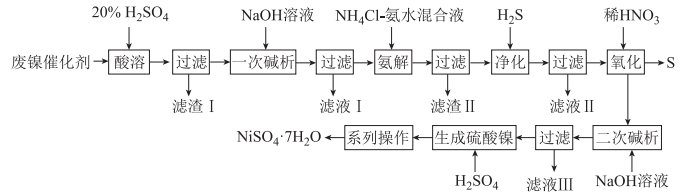 20% H₂SO₄ NaOH溶液 NH₄Cl-氨水混合液 H₂S 稀HNO₃
废镍催化剂 酸溶 过滤 一次碱析 过滤 氨解 过滤 净化 过滤 氧化 S
滤渣Ⅰ 滤液Ⅰ 滤渣Ⅱ 滤液Ⅱ
NiSO₄·7H₂O 系列操作 生成硫酸镍 过滤 二次碱析
H₂SO₄ 滤液Ⅲ NaOH溶液